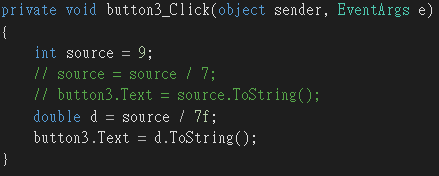 private void button3_Click(object sender, EventArgs e)
{
    int source = 9;
    // source = source / 7;
    // button3.Text = source.ToString();
    double d = source / 7f;
    button3.Text = d.ToString();
}